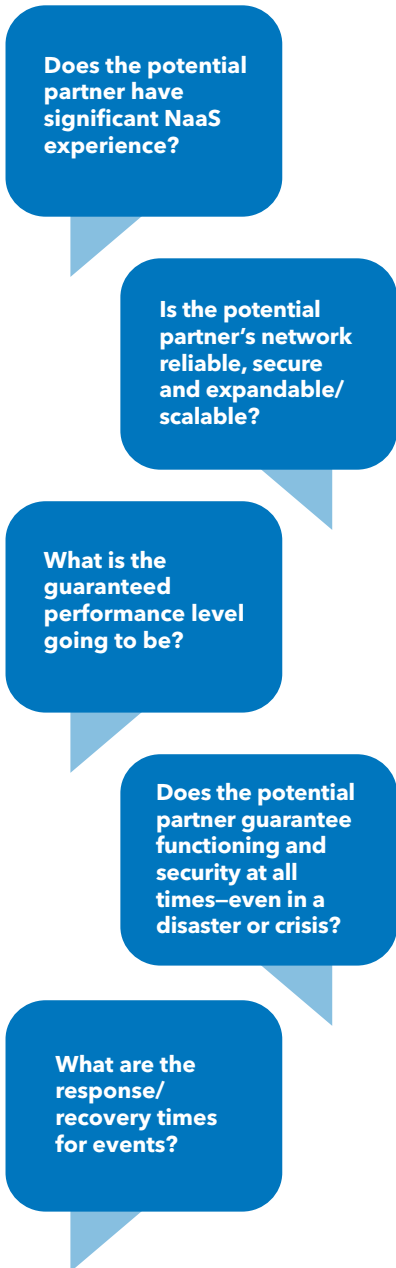 Does the potential
partner have
significant NaaS
experience?
Is the potential
partner’s network
reliable, secure
and expandable/
scalable?
What is the
guaranteed
performance level
going to be?
Does the potential
partner guarantee
functioning and
security at all
times—even in a
disaster or crisis?
What are the
response/
recovery times
for events?